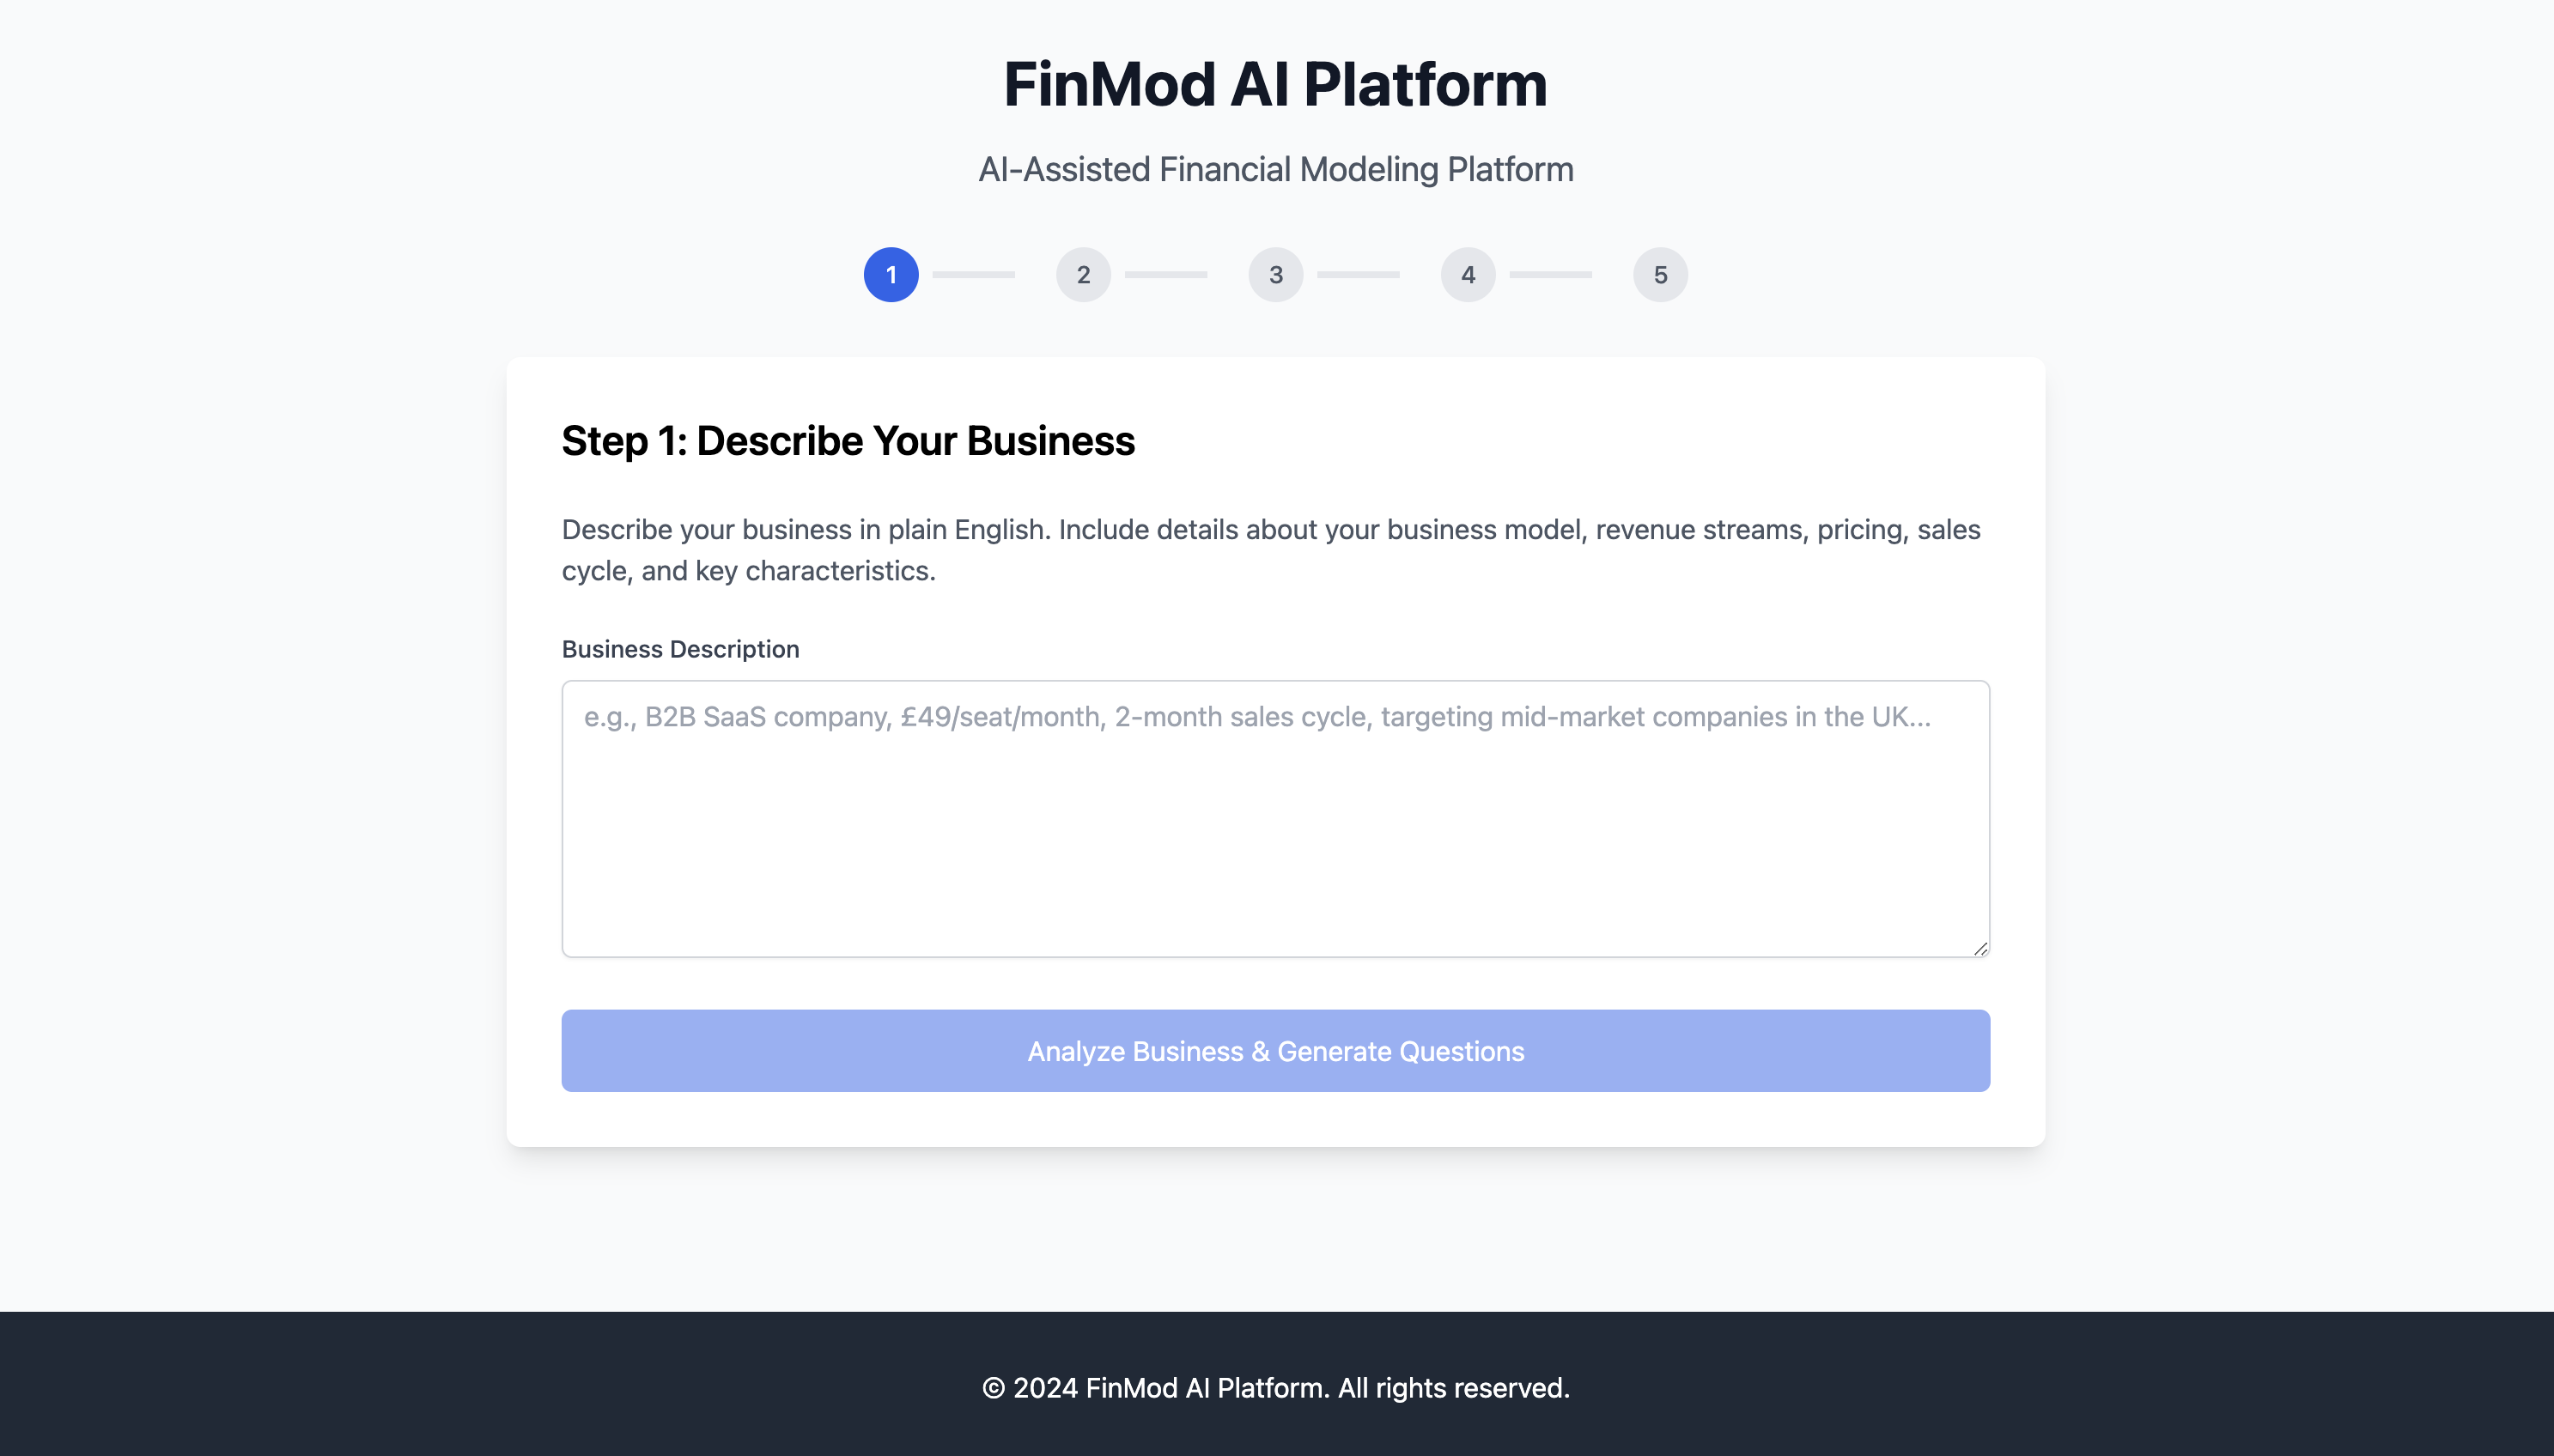 FinMod AI Platform
AI-Assisted Financial Modeling Platform
1 2 3 4 5
Step 1: Describe Your Business
Describe your business in plain English. Include details about your business model, revenue streams, pricing, sales
cycle, and key characteristics.
Business Description
e.g., B2B SaaS company, £49/seat/month, 2-month sales cycle, targeting mid-market companies in the UK...
Analyze Business & Generate Questions
© 2024 FinMod AI Platform. All rights reserved.